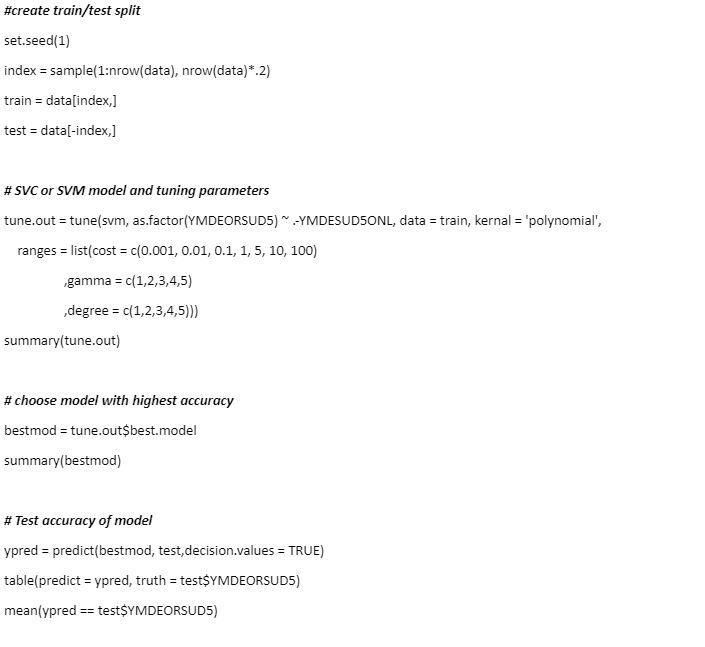 #create train/test split
set.seed(1)
index = sample(1:nrow(data), nrow(data)*.2)
train = data[index,]
test = data[-index,]
# SVC or SVM model and tuning parameters
tune.out = tune(svm, as.factor(YMDEORSUD5) ~ .-YMDESUD5ONL, data = train, kernal = 'polynomial',
ranges = list(cost = c(0.001, 0.01, 0.1, 1, 5, 10, 100)
,gamma = c(1,2,3,4,5)
,degree = c(1,2,3,4,5)))
summary(tune.out)
# choose model with highest accuracy
bestmod = tune.out$best.model
summary(bestmod)
# Test accuracy of model
ypred = predict(bestmod, test,decision.values = TRUE)
table(predict = ypred, truth = test$YMDEORSUD5)
mean(ypred == test$YMDEORSUD5)